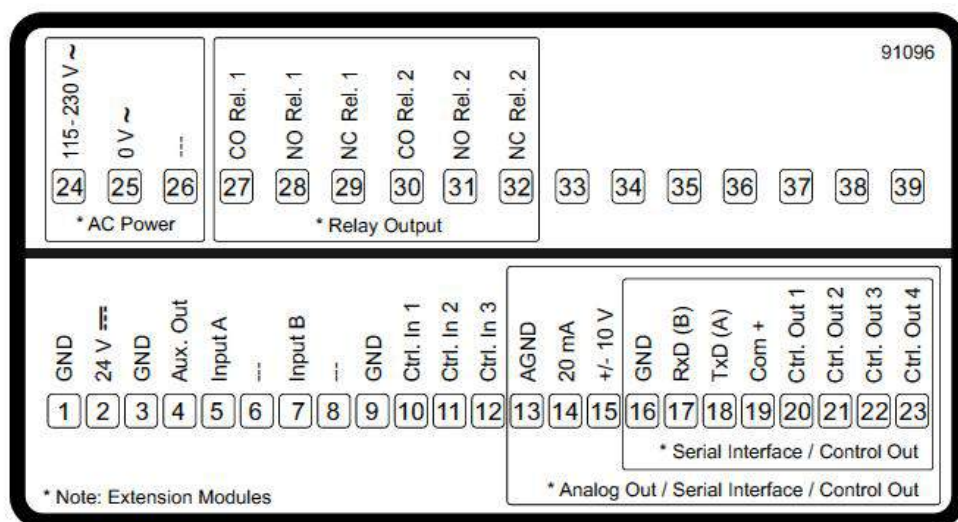 91096
115-230 V ~
0 V ~
---
CO Rel. 1
NO Rel. 1
NC Rel. 1
CO Rel. 2
NO Rel. 2
NC Rel. 2
24 25 26 27 28 29 30 31 32 33 34 35 36 37 38 39
* AC Power
* Relay Output
GND
24 V ⎓
GND
Aux. Out
Input A
---
Input B
---
GND
Ctrl. In 1
Ctrl. In 2
Ctrl. In 3
AGND
20 mA
+/- 10 V
GND
RxD (B)
TxD (A)
Com +
Ctrl. Out 1
Ctrl. Out 2
Ctrl. Out 3
Ctrl. Out 4
1 2 3 4 5 6 7 8 9 10 11 12 13 14 15 16 17 18 19 20 21 22 23
* Serial Interface / Control Out
* Analog Out / Serial Interface / Control Out
* Note: Extension Modules